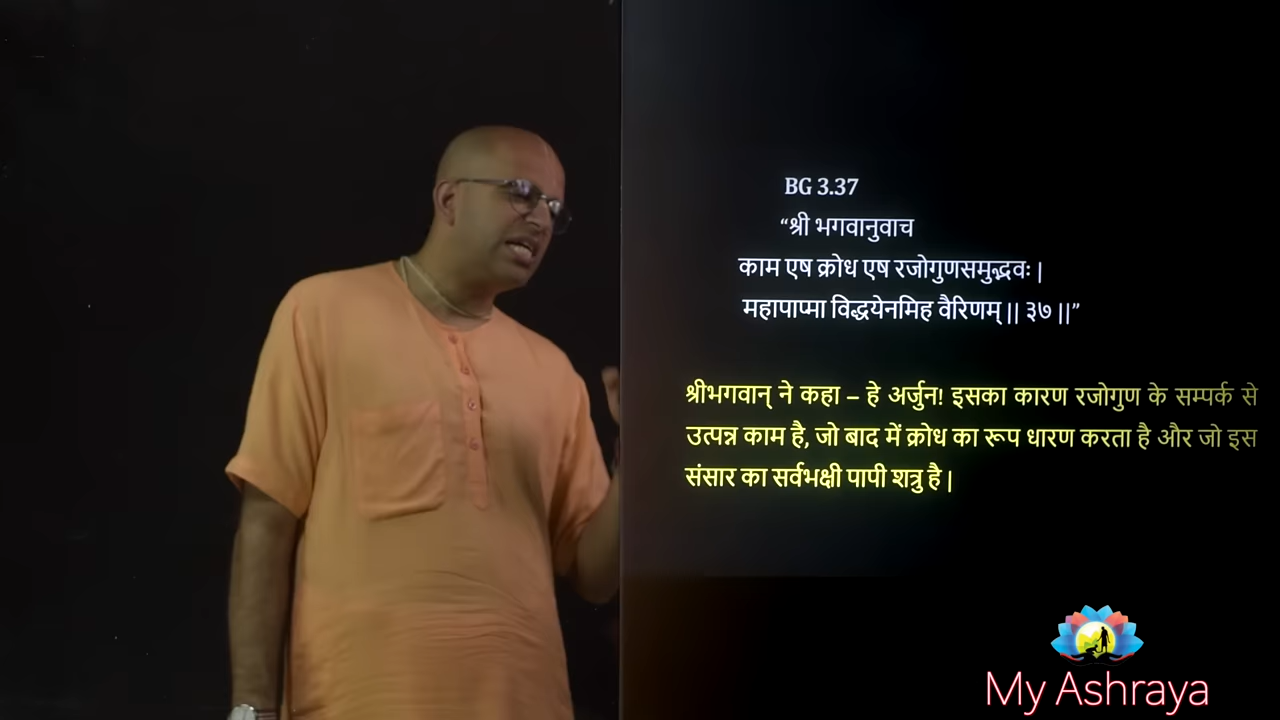 BG 3.37
“श्री भगवानुवाच
काम एष क्रोध एष रजोगुणसमुद्भवः |
महापाप्मा विद्धयेनमिह वैरिणम् || ३७ ||”
श्रीभगवान् ने कहा – हे अर्जुन! इसका कारण रजोगुण के सम्पर्क से
उत्पन्न काम है, जो बाद में क्रोध का रूप धारण करता है और जो इस
संसार का सर्वभक्षी पापी शत्रु है |
My Ashraya